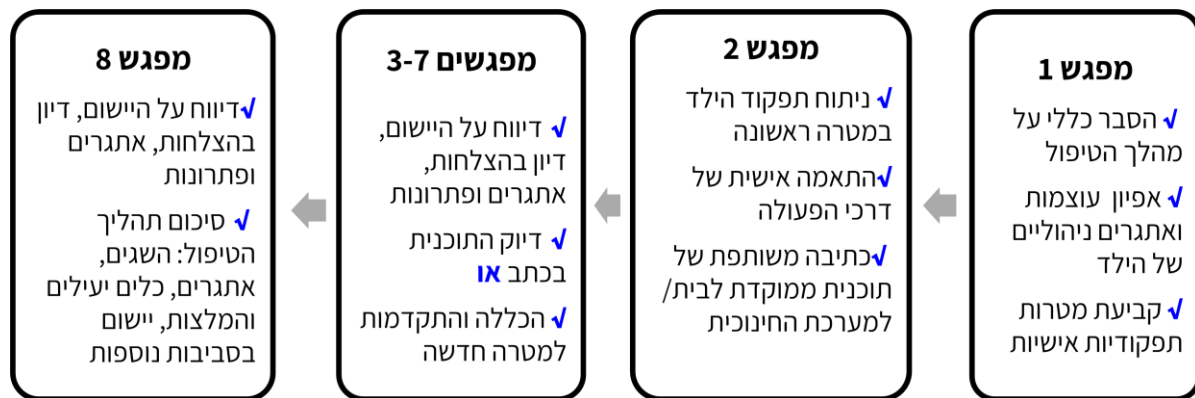 מפגש 1
√ הסבר כללי על
מהלך הטיפול
√ אפיון עוצמות
ואתגרים ניהוליים
של הילד
√ קביעת מטרות
תפקודיות אישיות
מפגש 2
√ ניתוח תפקוד הילד
במטרה ראשונה
√התאמה אישית של
דרכי הפעולה
√כתיבה משותפת של
תוכנית ממוקדת לבית/
למערכת החינוכית
מפגשים 3-7
√ דיווח על היישום,
דיון בהצלחות,
אתגרים ופתרונות
√ דיוק התוכנית
בכתב או
√ הכללה והתקדמות
למטרה חדשה
מפגש 8
√דיווח על היישום, דיון
בהצלחות, אתגרים
ופתרונות
√ סיכום תהליך
הטיפול: השגים,
אתגרים, כלים יעילים
והמלצות, יישום
בסביבות נוספות